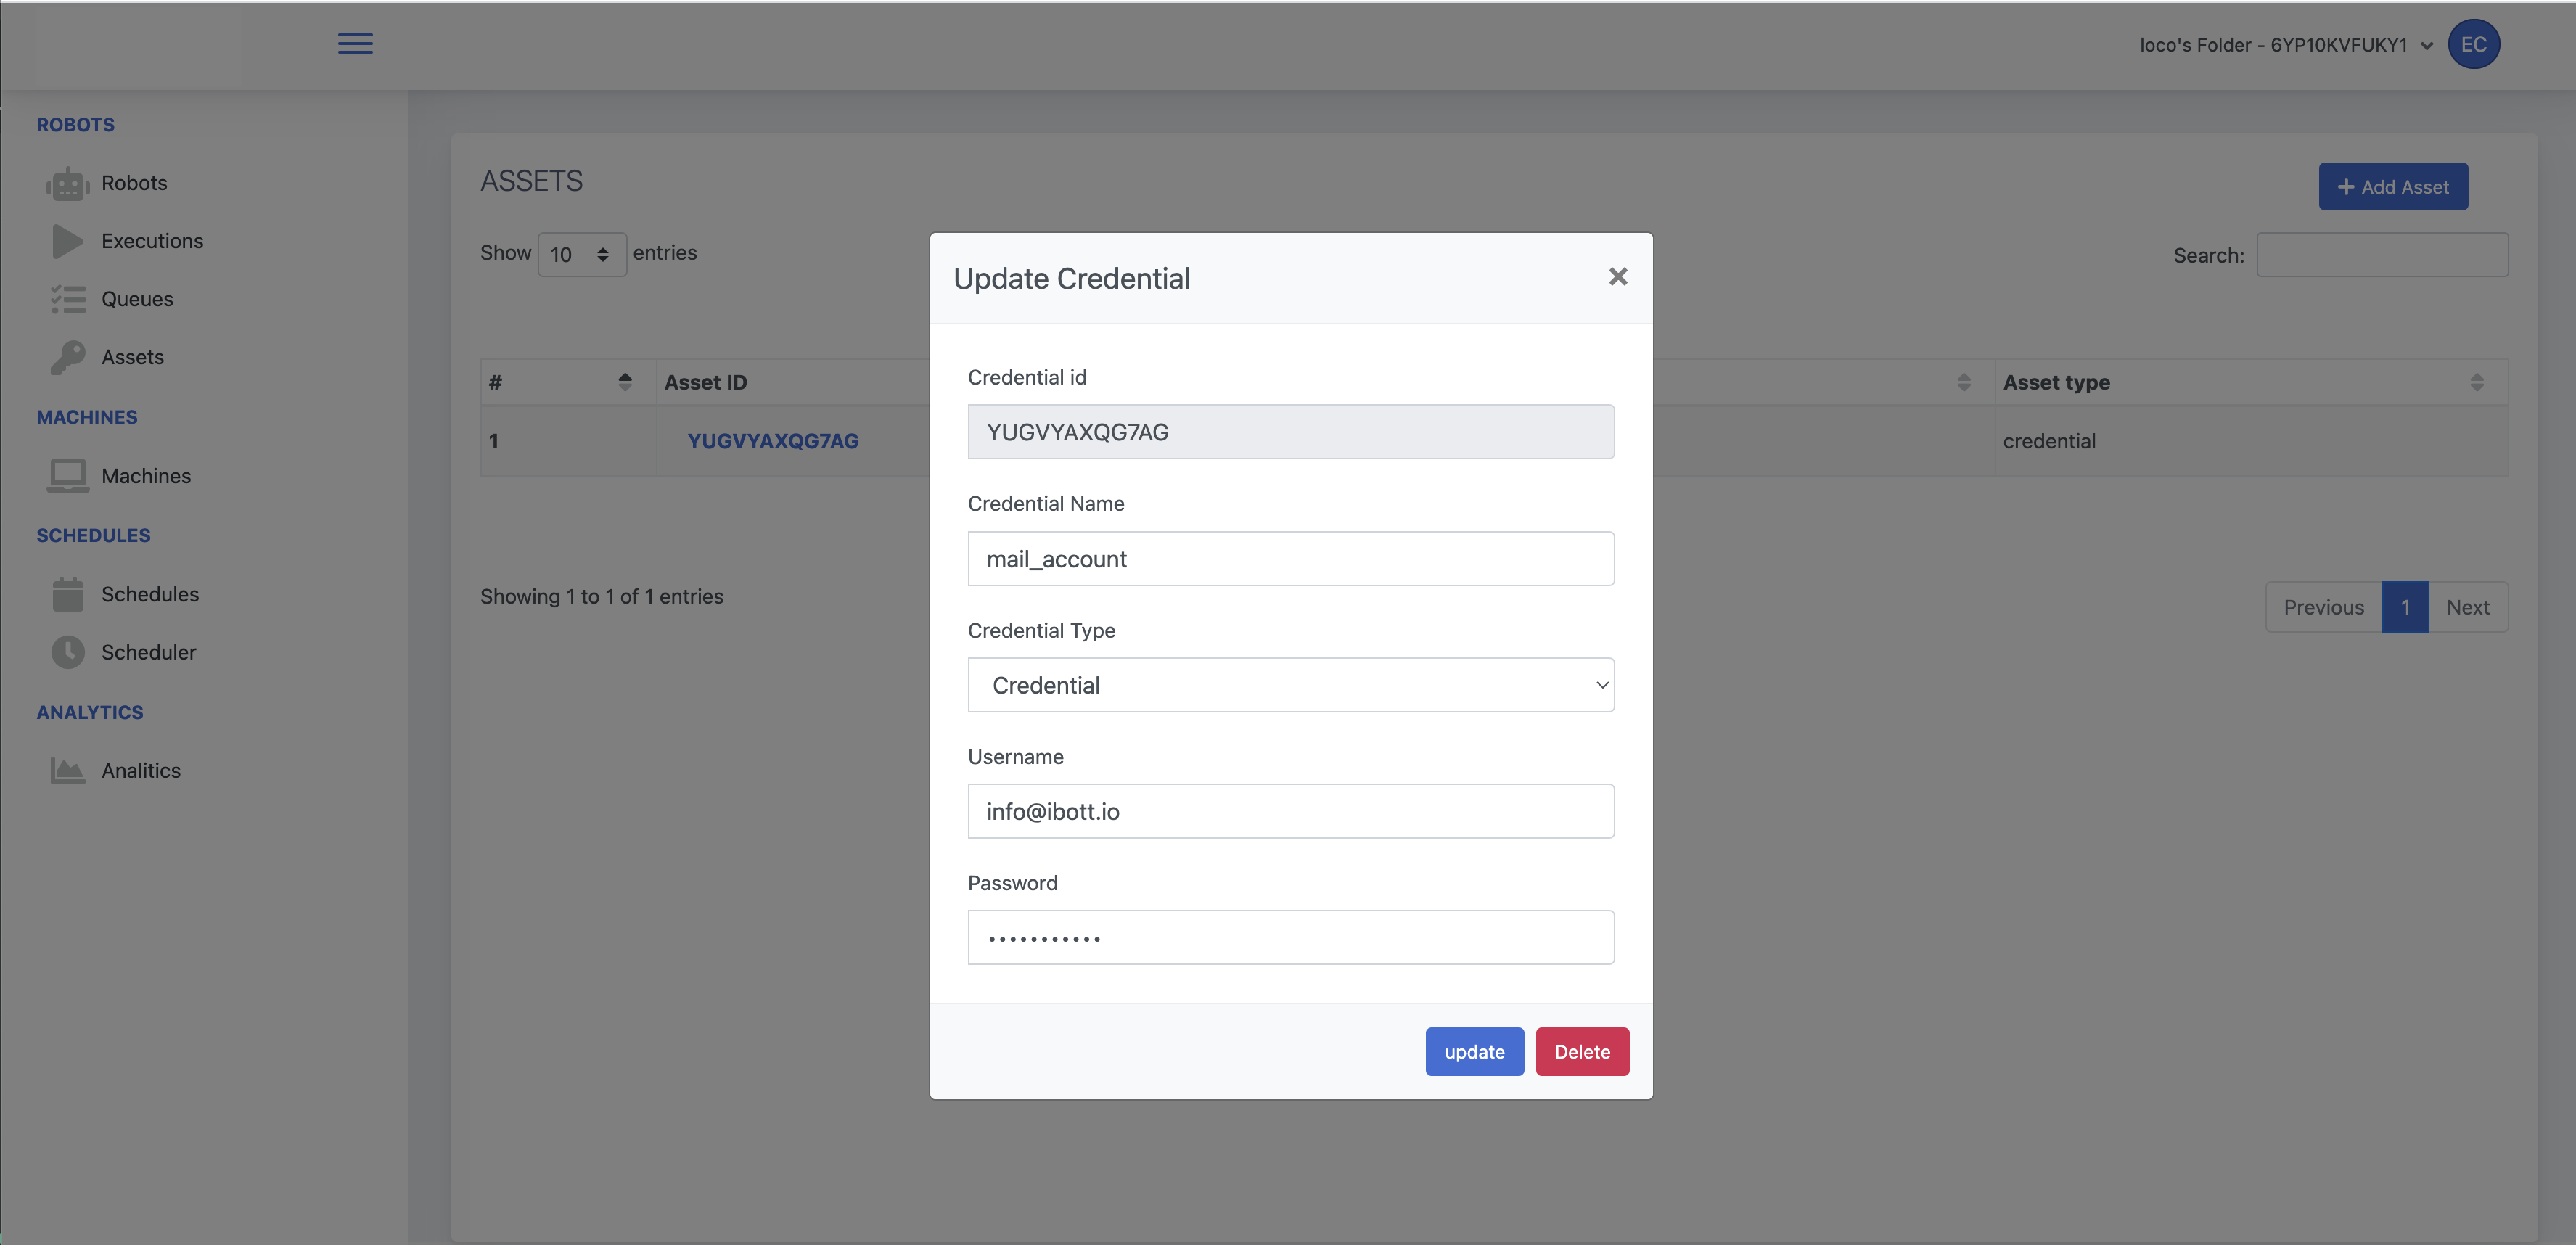 loco's Folder - 6YP10KVFUKY1
EC
ROBOTS
Robots
Executions
Queues
Assets
MACHINES
Machines
SCHEDULES
Schedules
Scheduler
ANALYTICS
Analitics
ASSETS
Add Asset
Show 10 entries
Search:
# Asset ID Asset type
1 YUGVYAXQG7AG credential
Showing 1 to 1 of 1 entries
Previous 1 Next
Update Credential
Credential id
YUGVYAXQG7AG
Credential Name
mail_account
Credential Type
Credential
Username
info@ibott.io
Password
•••••••••••
update Delete